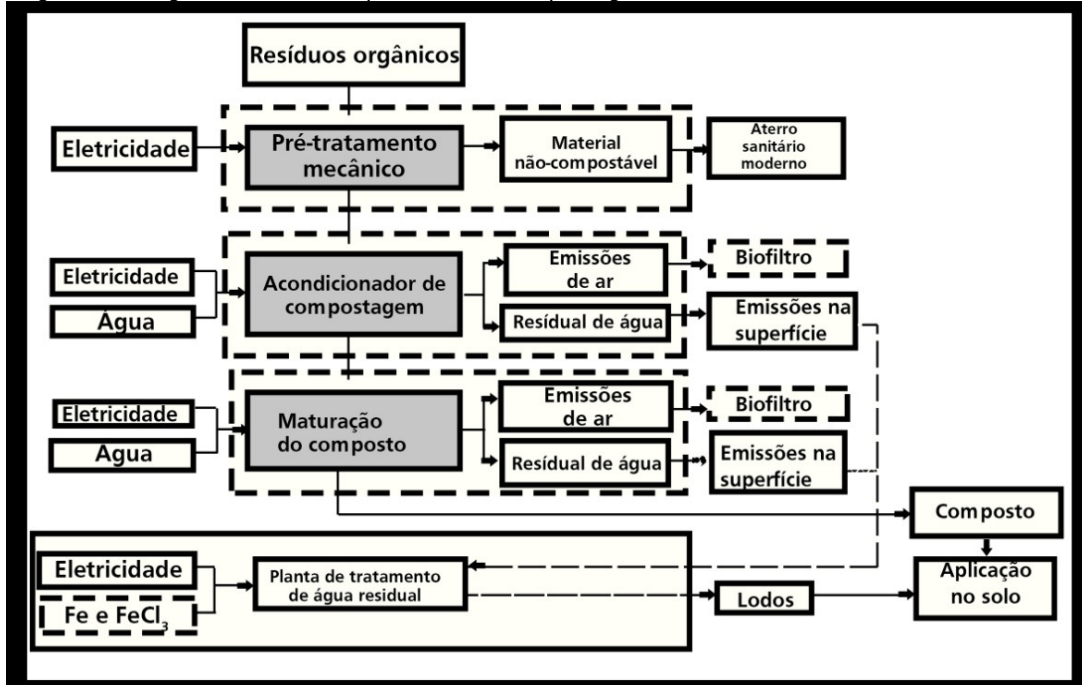 Resíduos orgânicos
Eletricidade
Pré-tratamento
mecânico
Material
não-compostável
Aterro
sanitário
moderno
Eletricidade
Água
Acondicionador de
compostagem
Emissões
de ar
Resídual de água
Biofiltro
Emissões na
superfície
Eletricidade
Água
Maturação
do composto
Emissões
de ar
Resídual de água
Biofiltro
Emissões na
superfície
Composto
Eletricidade
Fe e FeCl₃
Planta de tratamento
de água residual
Lodos
Aplicação
no solo